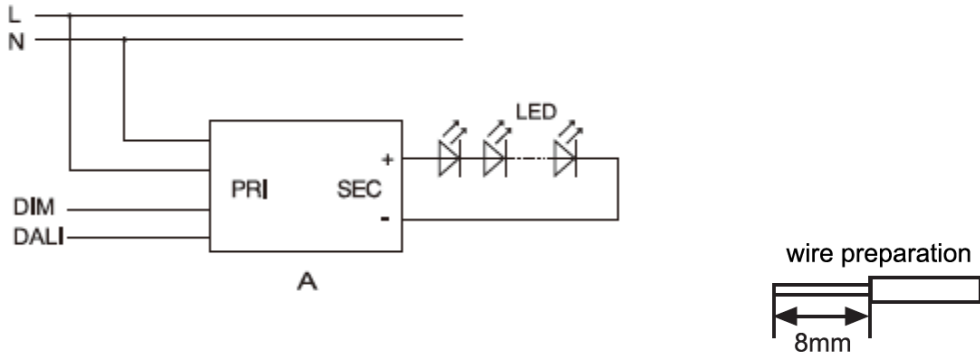 L
N
LED
+
PRI SEC
DIM
-
DALI
A
wire preparation
8mm